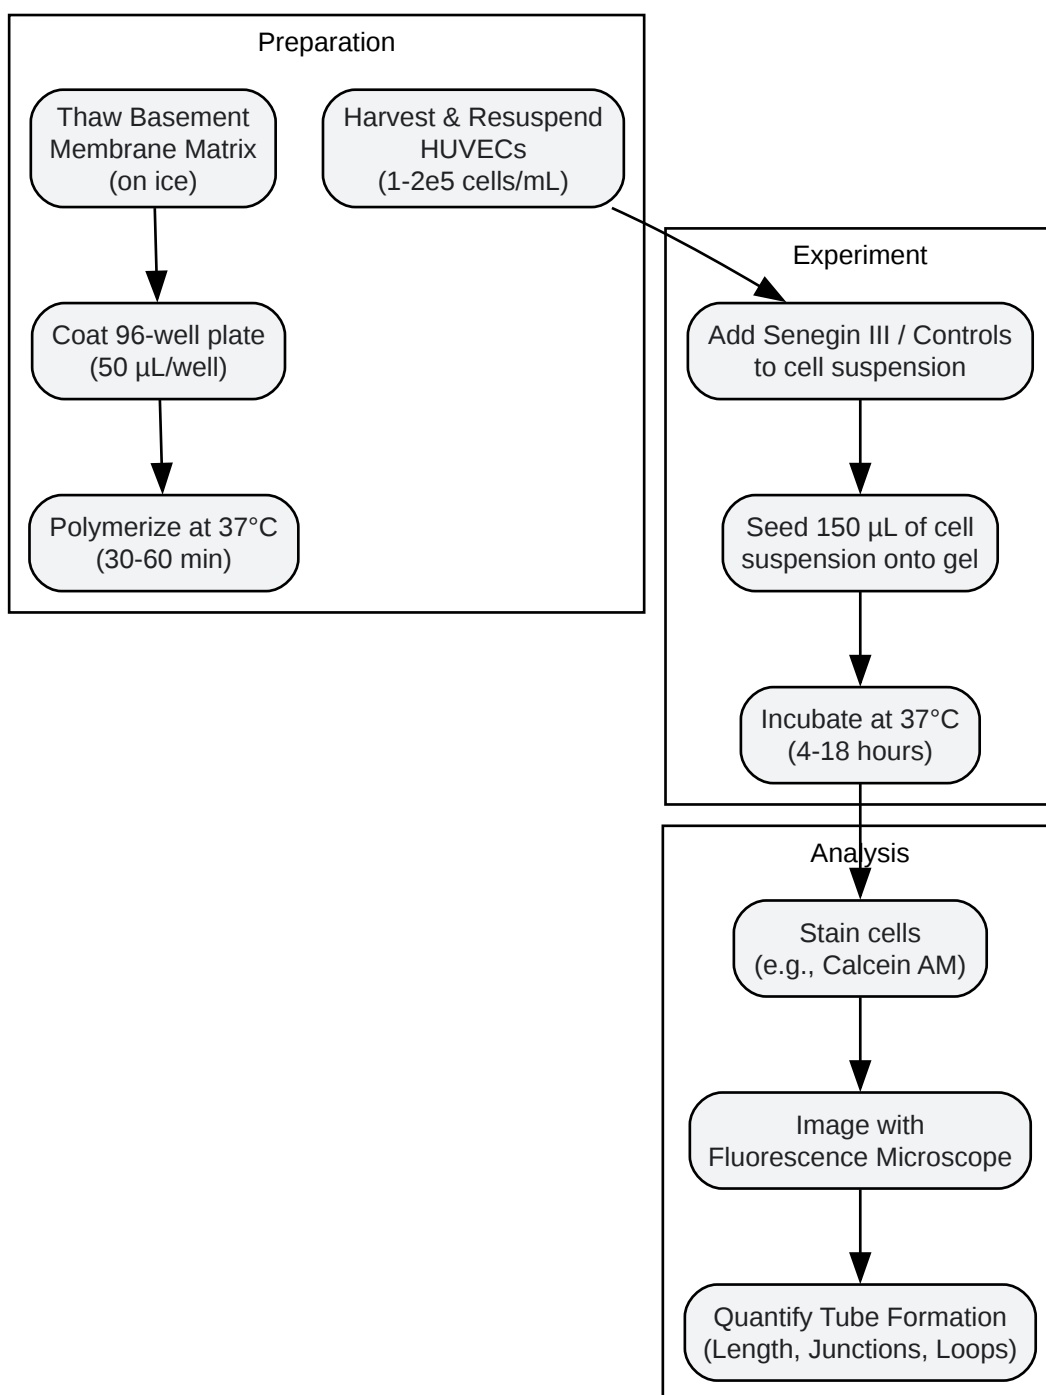 Preparation
Thaw Basement
Membrane Matrix
(on ice)
Harvest & Resuspend
HUVECs
(1-2e5 cells/mL)
Coat 96-well plate
(50 µL/well)
Polymerize at 37°C
(30-60 min)
Experiment
Add Senegin III / Controls
to cell suspension
Seed 150 µL of cell
suspension onto gel
Incubate at 37°C
(4-18 hours)
Analysis
Stain cells
(e.g., Calcein AM)
Image with
Fluorescence Microscope
Quantify Tube Formation
(Length, Junctions, Loops)